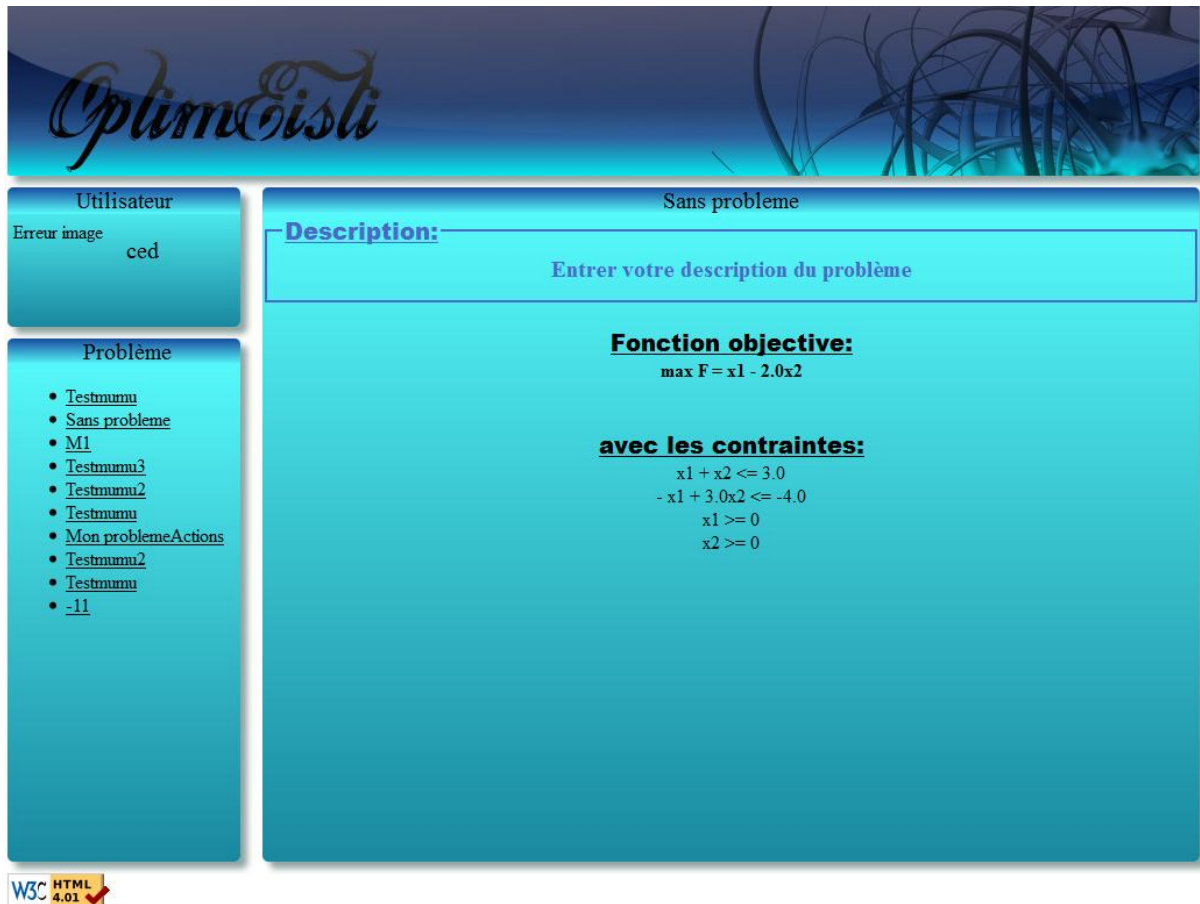 OptimEisti
Utilisateur
Erreur image
ced
Problème
Testmumu
Sans probleme
M1
Testmumu3
Testmumu2
Testmumu
Mon problemeActions
Testmumu2
Testmumu
-11
Sans probleme
Description:
Entrer votre description du problème
Fonction objective:
max F = x1 - 2.0x2
avec les contraintes:
x1 + x2 <= 3.0
- x1 + 3.0x2 <= -4.0
x1 >= 0
x2 >= 0
W3C HTML
4.01